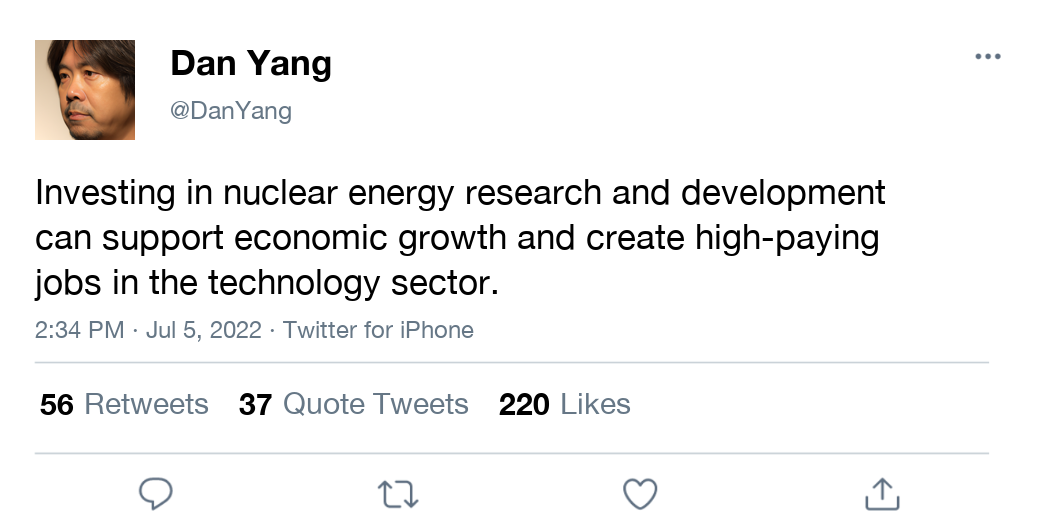 Dan Yang
@DanYang
Investing in nuclear energy research and development
can support economic growth and create high-paying
jobs in the technology sector.
2:34 PM · Jul 5, 2022 · Twitter for iPhone
56 Retweets 37 Quote Tweets 220 Likes